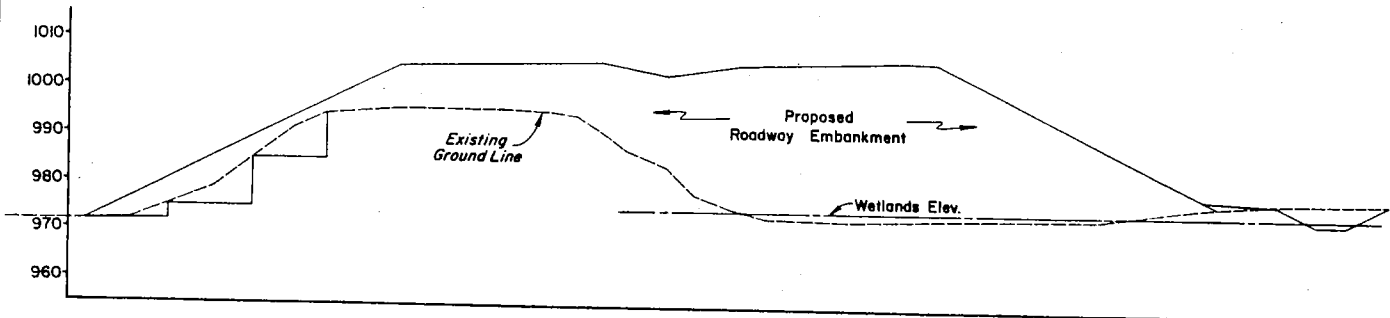 1010
1000
990
980
970
960
Existing
Ground Line
Proposed
Roadway Embankment
Wetlands Elev.